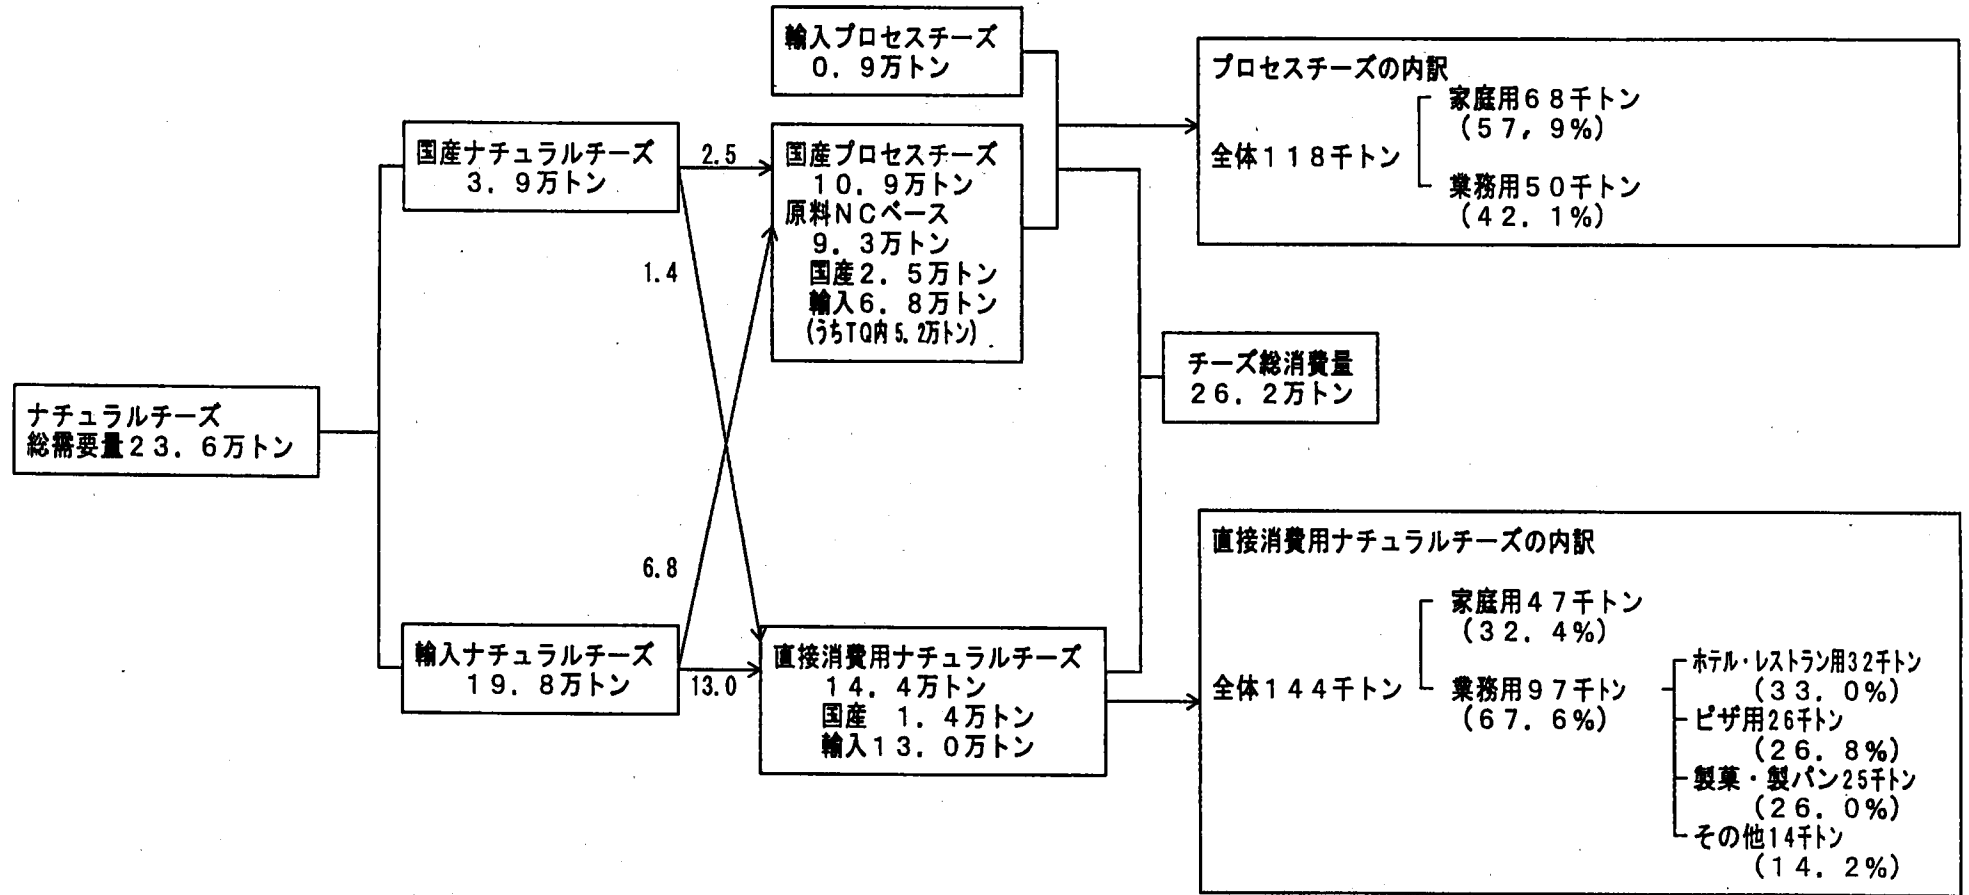 輸入プロセスチーズ
0.9万トン
プロセスチーズの内訳
家庭用68千トン
(57,9%)
全体118千トン
業務用50千トン
(42.1%)
国産ナチュラルチーズ
3.9万トン
2.5
国産プロセスチーズ
10.9万トン
原料NCベース
9.3万トン
国産2.5万トン
輸入6.8万トン
(うちTQ内5.2万トン)
1.4
チーズ総消費量
26.2万トン
ナチュラルチーズ
総需要量23.6万トン
6.8
輸入ナチュラルチーズ
19.8万トン
13.0
直接消費用ナチュラルチーズ
14.4万トン
国産 1.4万トン
輸入13.0万トン
直接消費用ナチュラルチーズの内訳
家庭用47千トン
(32.4%)
全体144千トン
業務用97千トン
(67.6%)
ホテル・レストラン用32千トン
(33.0%)
ピザ用26千トン
(26.8%)
製菓・製パン25千トン
(26.0%)
その他14千トン
(14.2%)